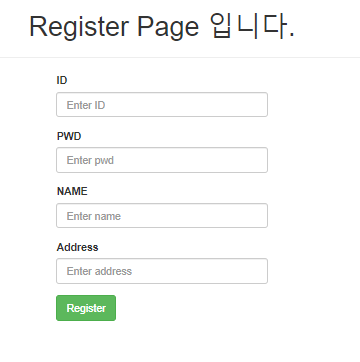 Register Page 입니다.
ID
Enter ID
PWD
Enter pwd
NAME
Enter name
Address
Enter address
Register